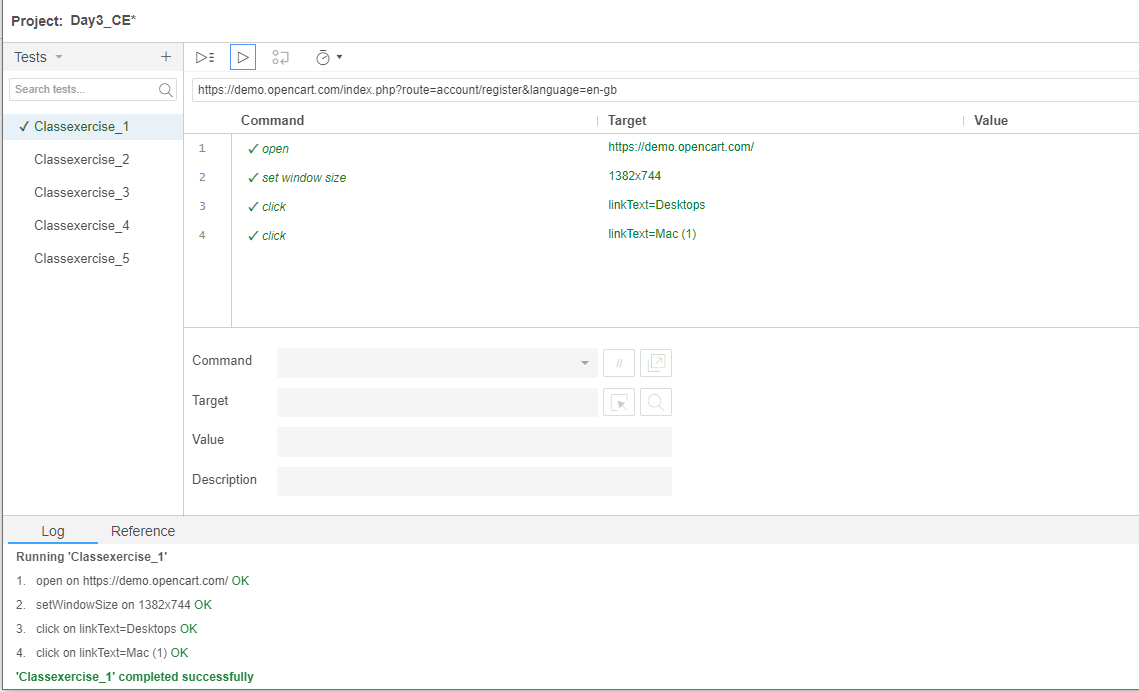 Project: Day3_CE*
Tests
Search tests...
Classexercise_1
Classexercise_2
Classexercise_3
Classexercise_4
Classexercise_5
https://demo.opencart.com/index.php?route=account/register&language=en-gb
Command Target Value
1 ✓ open https://demo.opencart.com/
2 ✓ set window size 1382x744
3 ✓ click linkText=Desktops
4 ✓ click linkText=Mac (1)
Command //
Target
Value
Description
Log Reference
Running 'Classexercise_1'
1. open on https://demo.opencart.com/ OK
2. setWindowSize on 1382x744 OK
3. click on linkText=Desktops OK
4. click on linkText=Mac (1) OK
'Classexercise_1' completed successfully